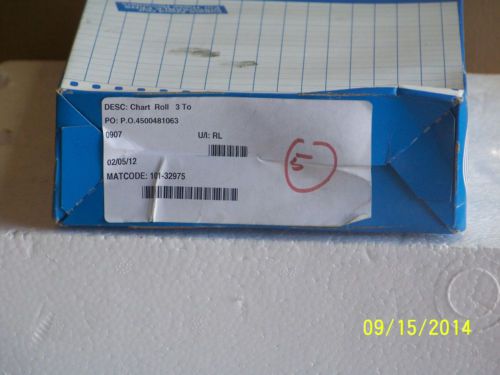 DESC: Chart Roll 3 To
PO: P.O.4500481063
0907 U/I: RL
02/05/12
MATCODE: 101-32975
5
09/15/2014